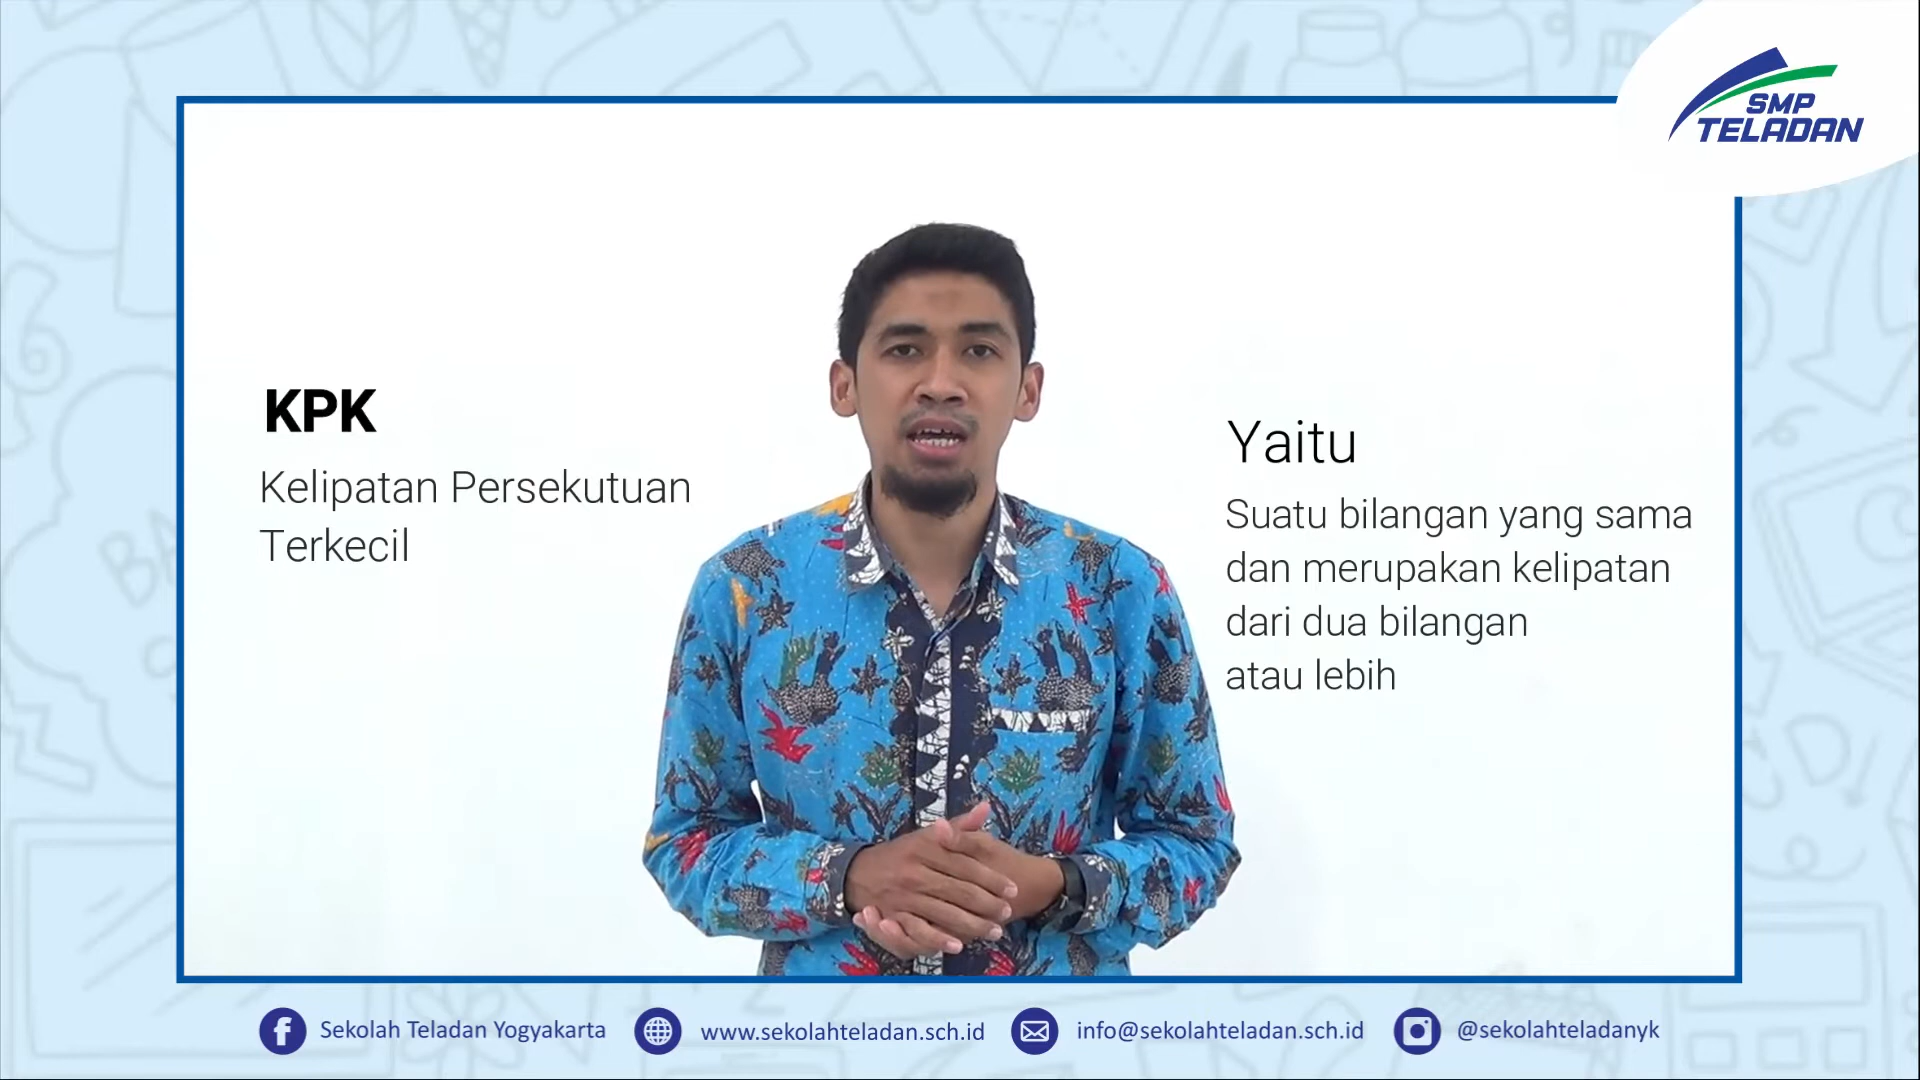 SMP
TELADAN
KPK
Kelipatan Persekutuan
Terkecil
Yaitu
Suatu bilangan yang sama
dan merupakan kelipatan
dari dua bilangan
atau lebih
Sekolah Teladan Yogyakarta
www.sekolahteladan.sch.id
info@sekolahteladan.sch.id
@sekolahteladanyk